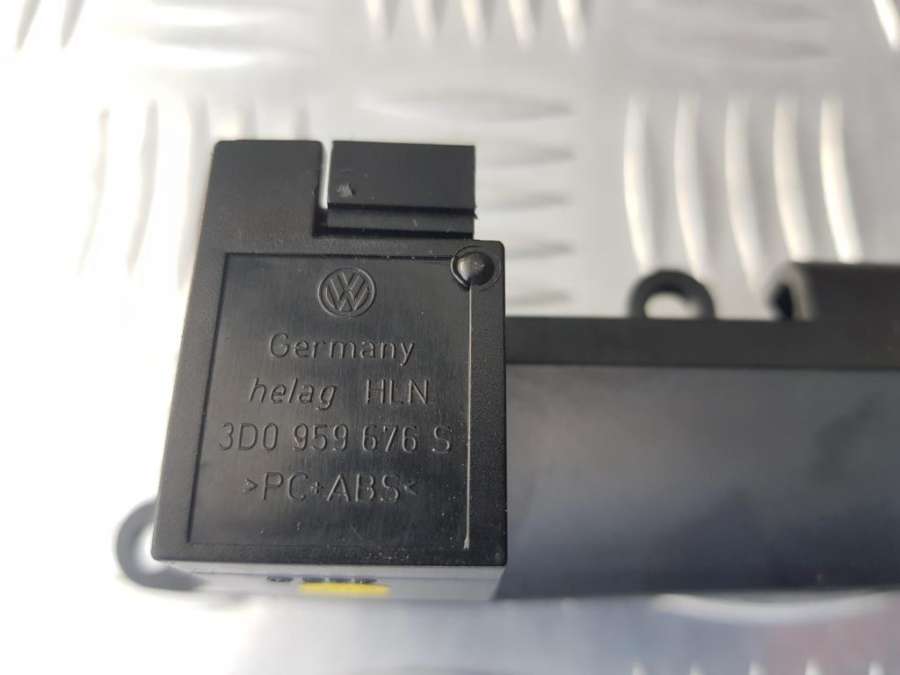 Germany
helag HLN
3D0 959 676 S
>PC+ABS<